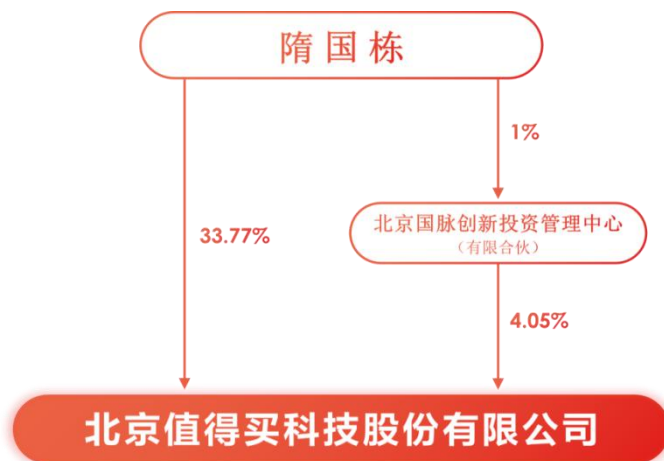 隋国栋
1%
33.77%
北京国脉创新投资管理中心
（有限合伙）
4.05%
北京值得买科技股份有限公司